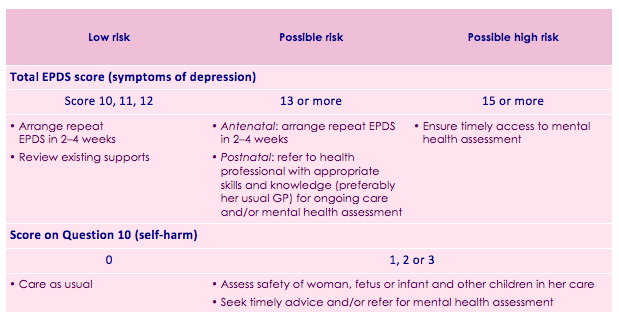 Low risk
Possible risk
Possible high risk
Total EPDS score (symptoms of depression)
Score 10, 11, 12
13 or more
15 or more
• Arrange repeat
EPDS in 2–4 weeks
• Review existing supports
• Antenatal: arrange repeat EPDS
in 2–4 weeks
• Postnatal: refer to health
professional with appropriate
skills and knowledge (preferably
her usual GP) for ongoing care
and/or mental health assessment
• Ensure timely access to mental
health assessment
Score on Question 10 (self-harm)
0
1, 2 or 3
• Care as usual
• Assess safety of woman, fetus or infant and other children in her care
• Seek timely advice and/or refer for mental health assessment